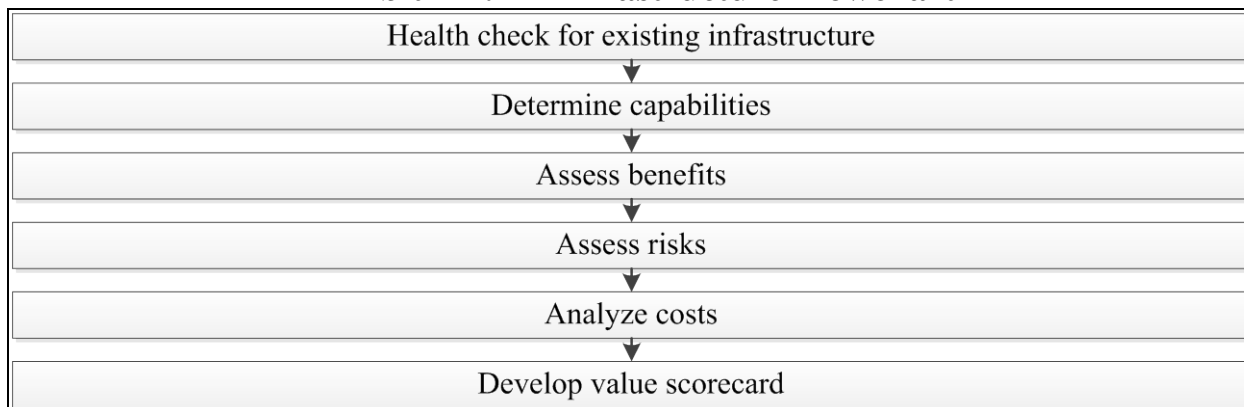 Health check for existing infrastructure
Determine capabilities
Assess benefits
Assess risks
Analyze costs
Develop value scorecard